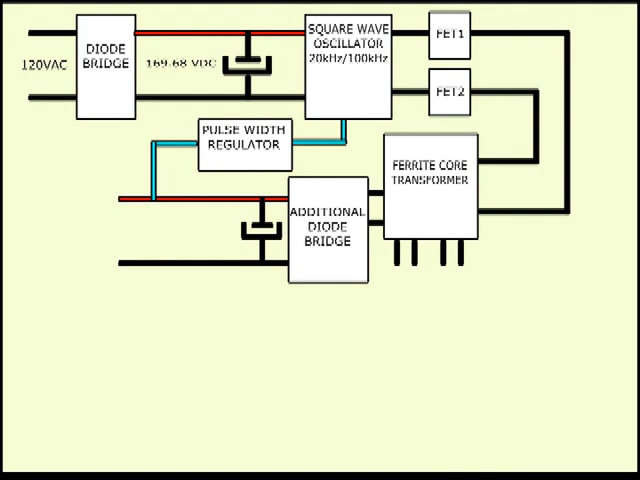 120VAC
DIODE
BRIDGE
169.68 VDC
SQUARE WAVE
OSCILLATOR
20kHz/100kHz
FET1
FET2
PULSE WIDTH
REGULATOR
FERRITE CORE
TRANSFORMER
ADDITIONAL
DIODE
BRIDGE